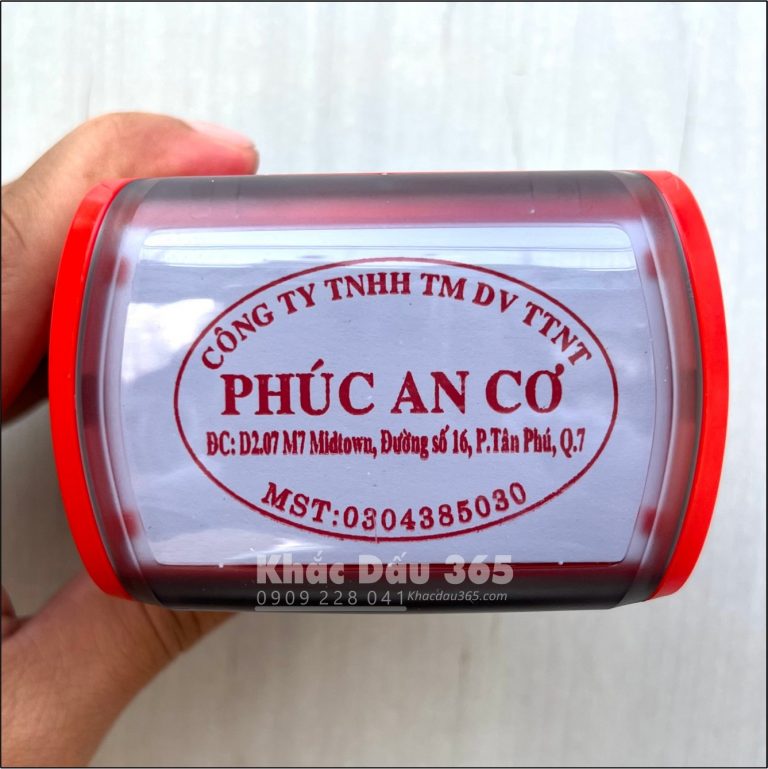 CÔNG TY TNHH TM DV TTNT
PHÚC AN CƠ
ĐC: D2.07 M7 Midtown, Đường số 16, P.Tân Phú, Q.7
MST:0304385030
Khắc Dấu 365
0909 228 041 Khacdau365.com